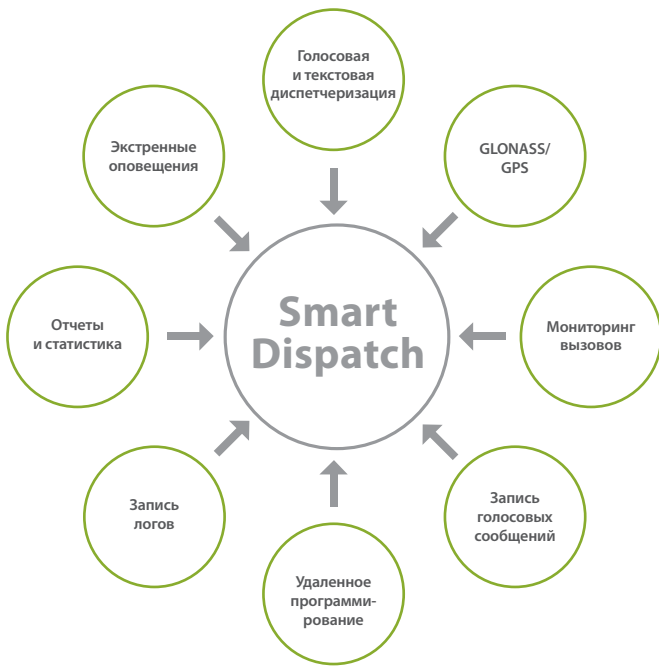 Голосовая
и текстовая
диспетчеризация
GLONASS/
GPS
Мониторинг
вызовов
Запись
голосовых
сообщений
Удаленное
программи-
рование
Запись
логов
Отчеты
и статистика
Экстренные
оповещения
Smart
Dispatch